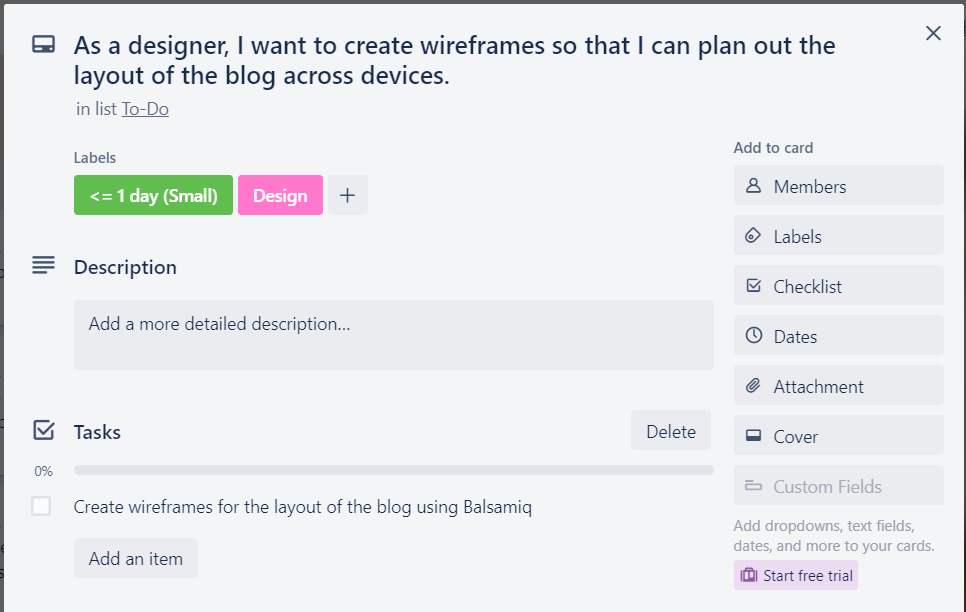 As a designer, I want to create wireframes so that I can plan out the
layout of the blog across devices.
in list To-Do
Labels
<= 1 day (Small)
Design
+
Description
Add a more detailed description...
Tasks
Delete
0%
Create wireframes for the layout of the blog using Balsamiq
Add an item
Add to card
Members
Labels
Checklist
Dates
Attachment
Cover
Custom Fields
Add dropdowns, text fields,
dates, and more to your cards.
Start free trial